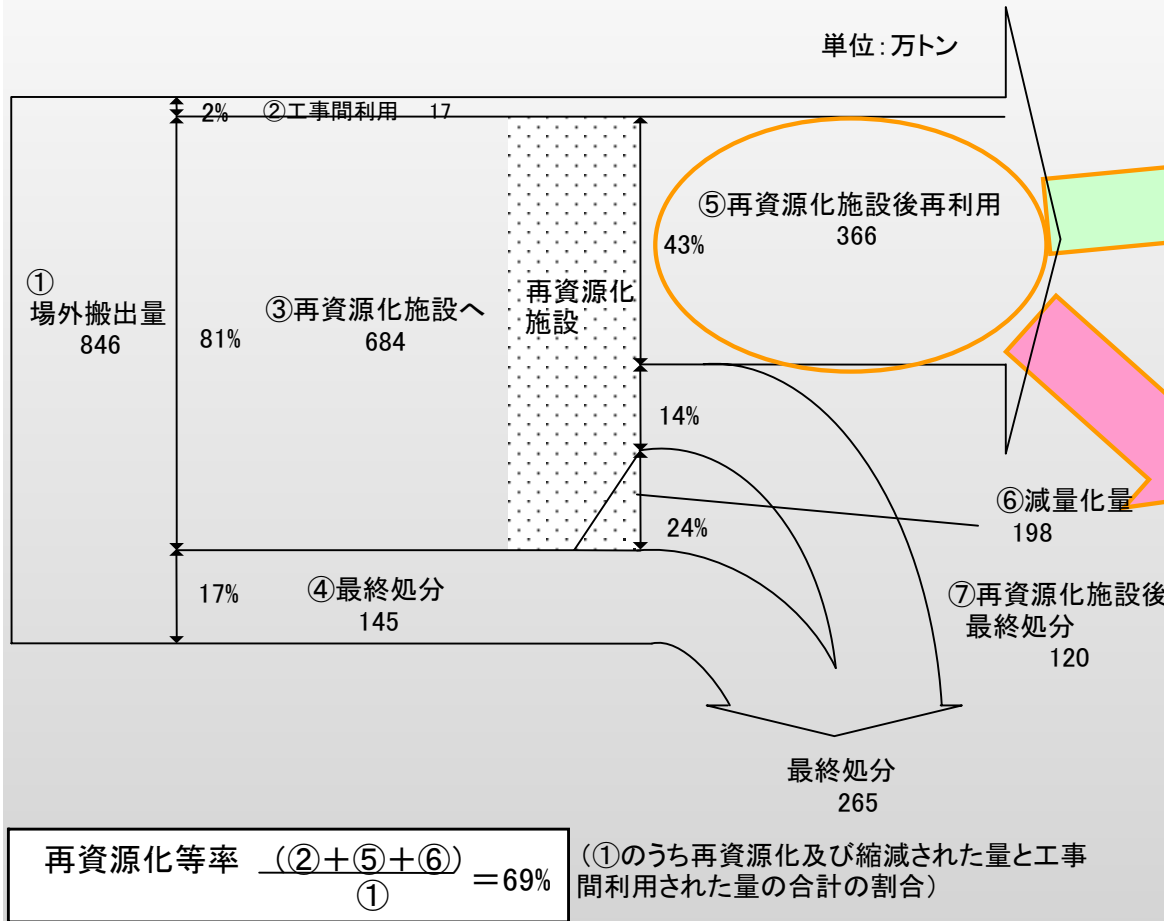 単位：万トン
2%
②工事間利用 17
①
場外搬出量
846
81%
③再資源化施設へ
684
再資源化
施設
⑤再資源化施設後再利用
366
43%
14%
24%
⑥減量化量
198
17%
④最終処分
145
⑦再資源化施設後
最終処分
120
最終処分
265
再資源化等率 (②＋⑤＋⑥)
①
＝69%
（①のうち再資源化及び縮減された量と工事
間利用された量の合計の割合）